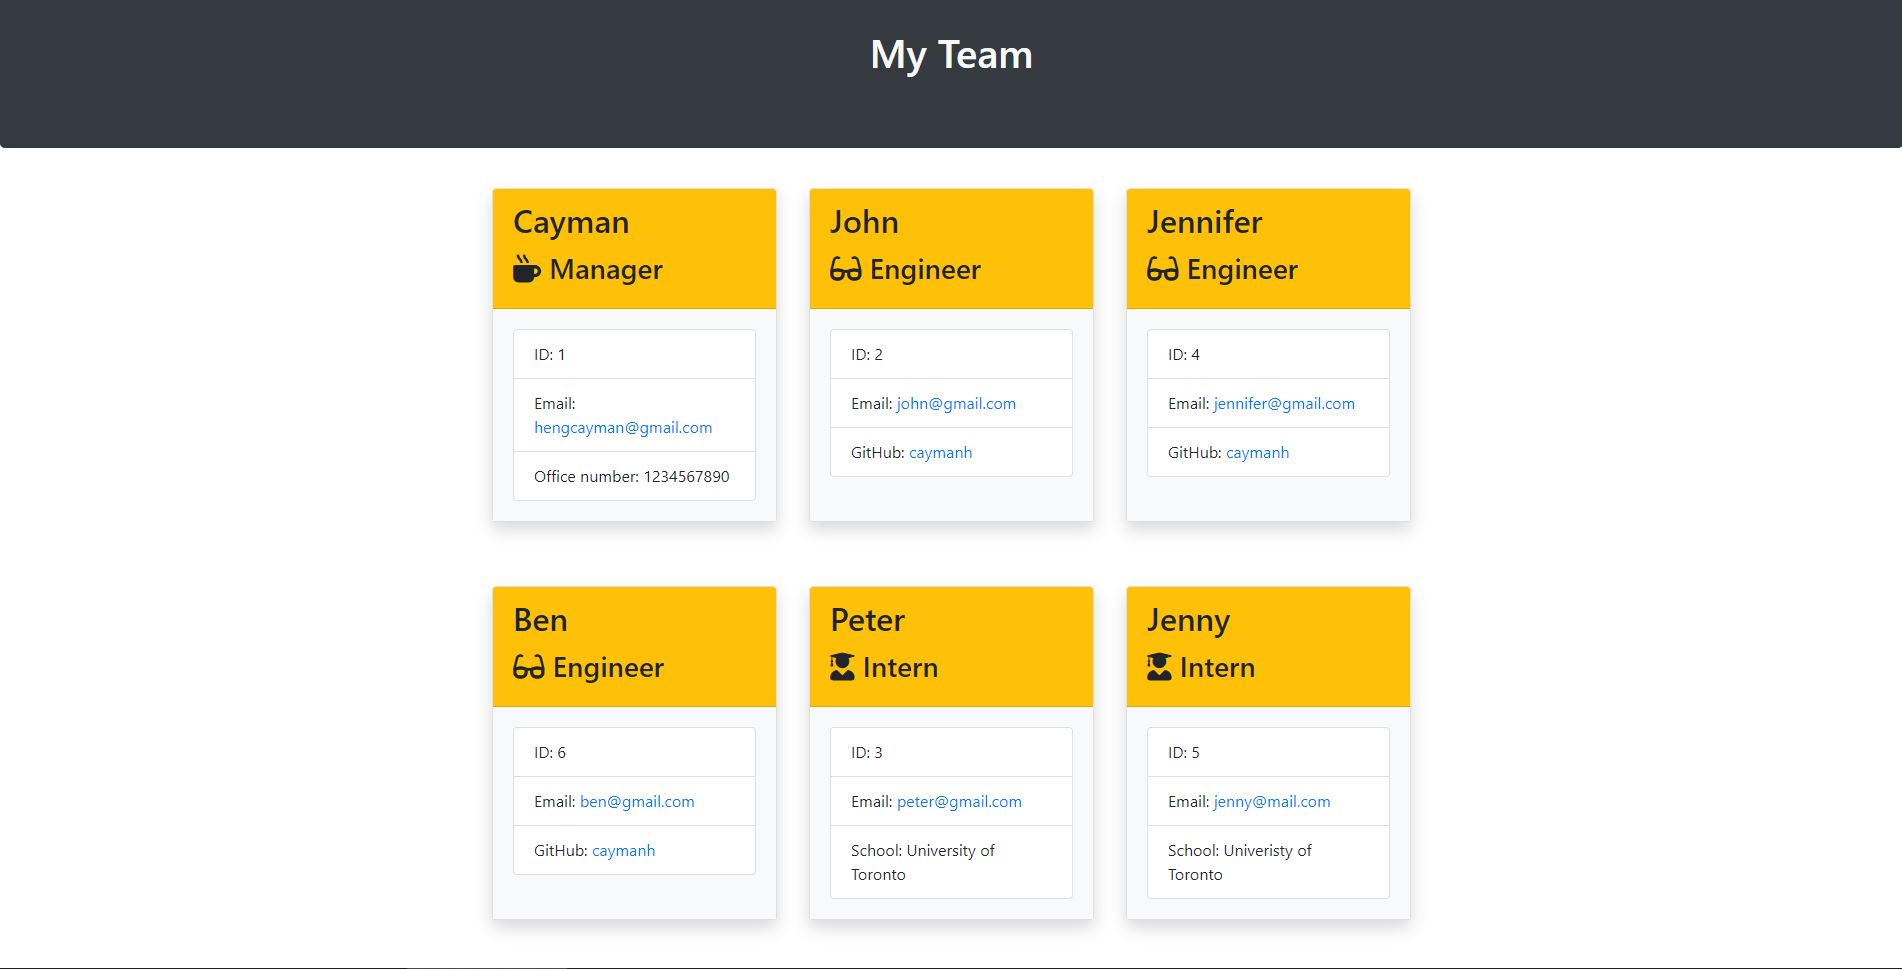 My Team
Cayman
Manager
ID: 1
Email:
hengcayman@gmail.com
Office number: 1234567890
John
Engineer
ID: 2
Email: john@gmail.com
GitHub: caymanh
Jennifer
Engineer
ID: 4
Email: jennifer@gmail.com
GitHub: caymanh
Ben
Engineer
ID: 6
Email: ben@gmail.com
GitHub: caymanh
Peter
Intern
ID: 3
Email: peter@gmail.com
School: University of
Toronto
Jenny
Intern
ID: 5
Email: jenny@mail.com
School: Univeristy of
Toronto